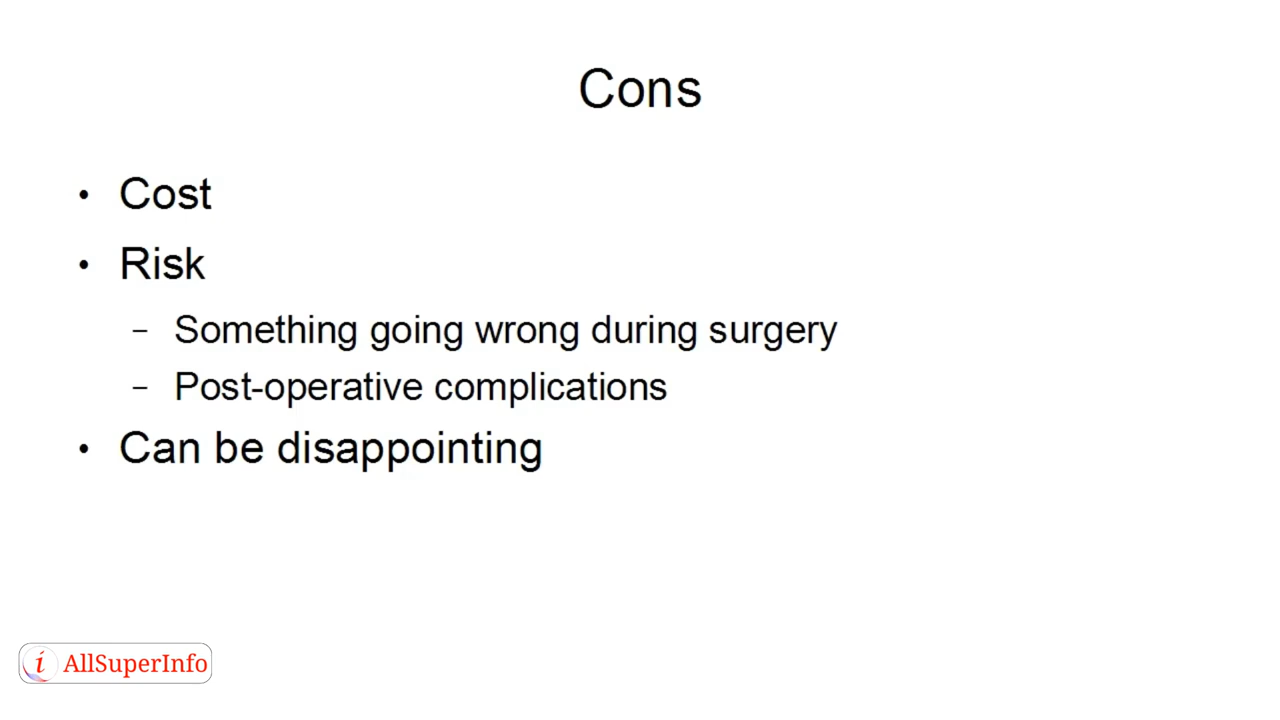 Cons
• Cost
• Risk
– Something going wrong during surgery
– Post-operative complications
• Can be disappointing
i AllSuperInfo